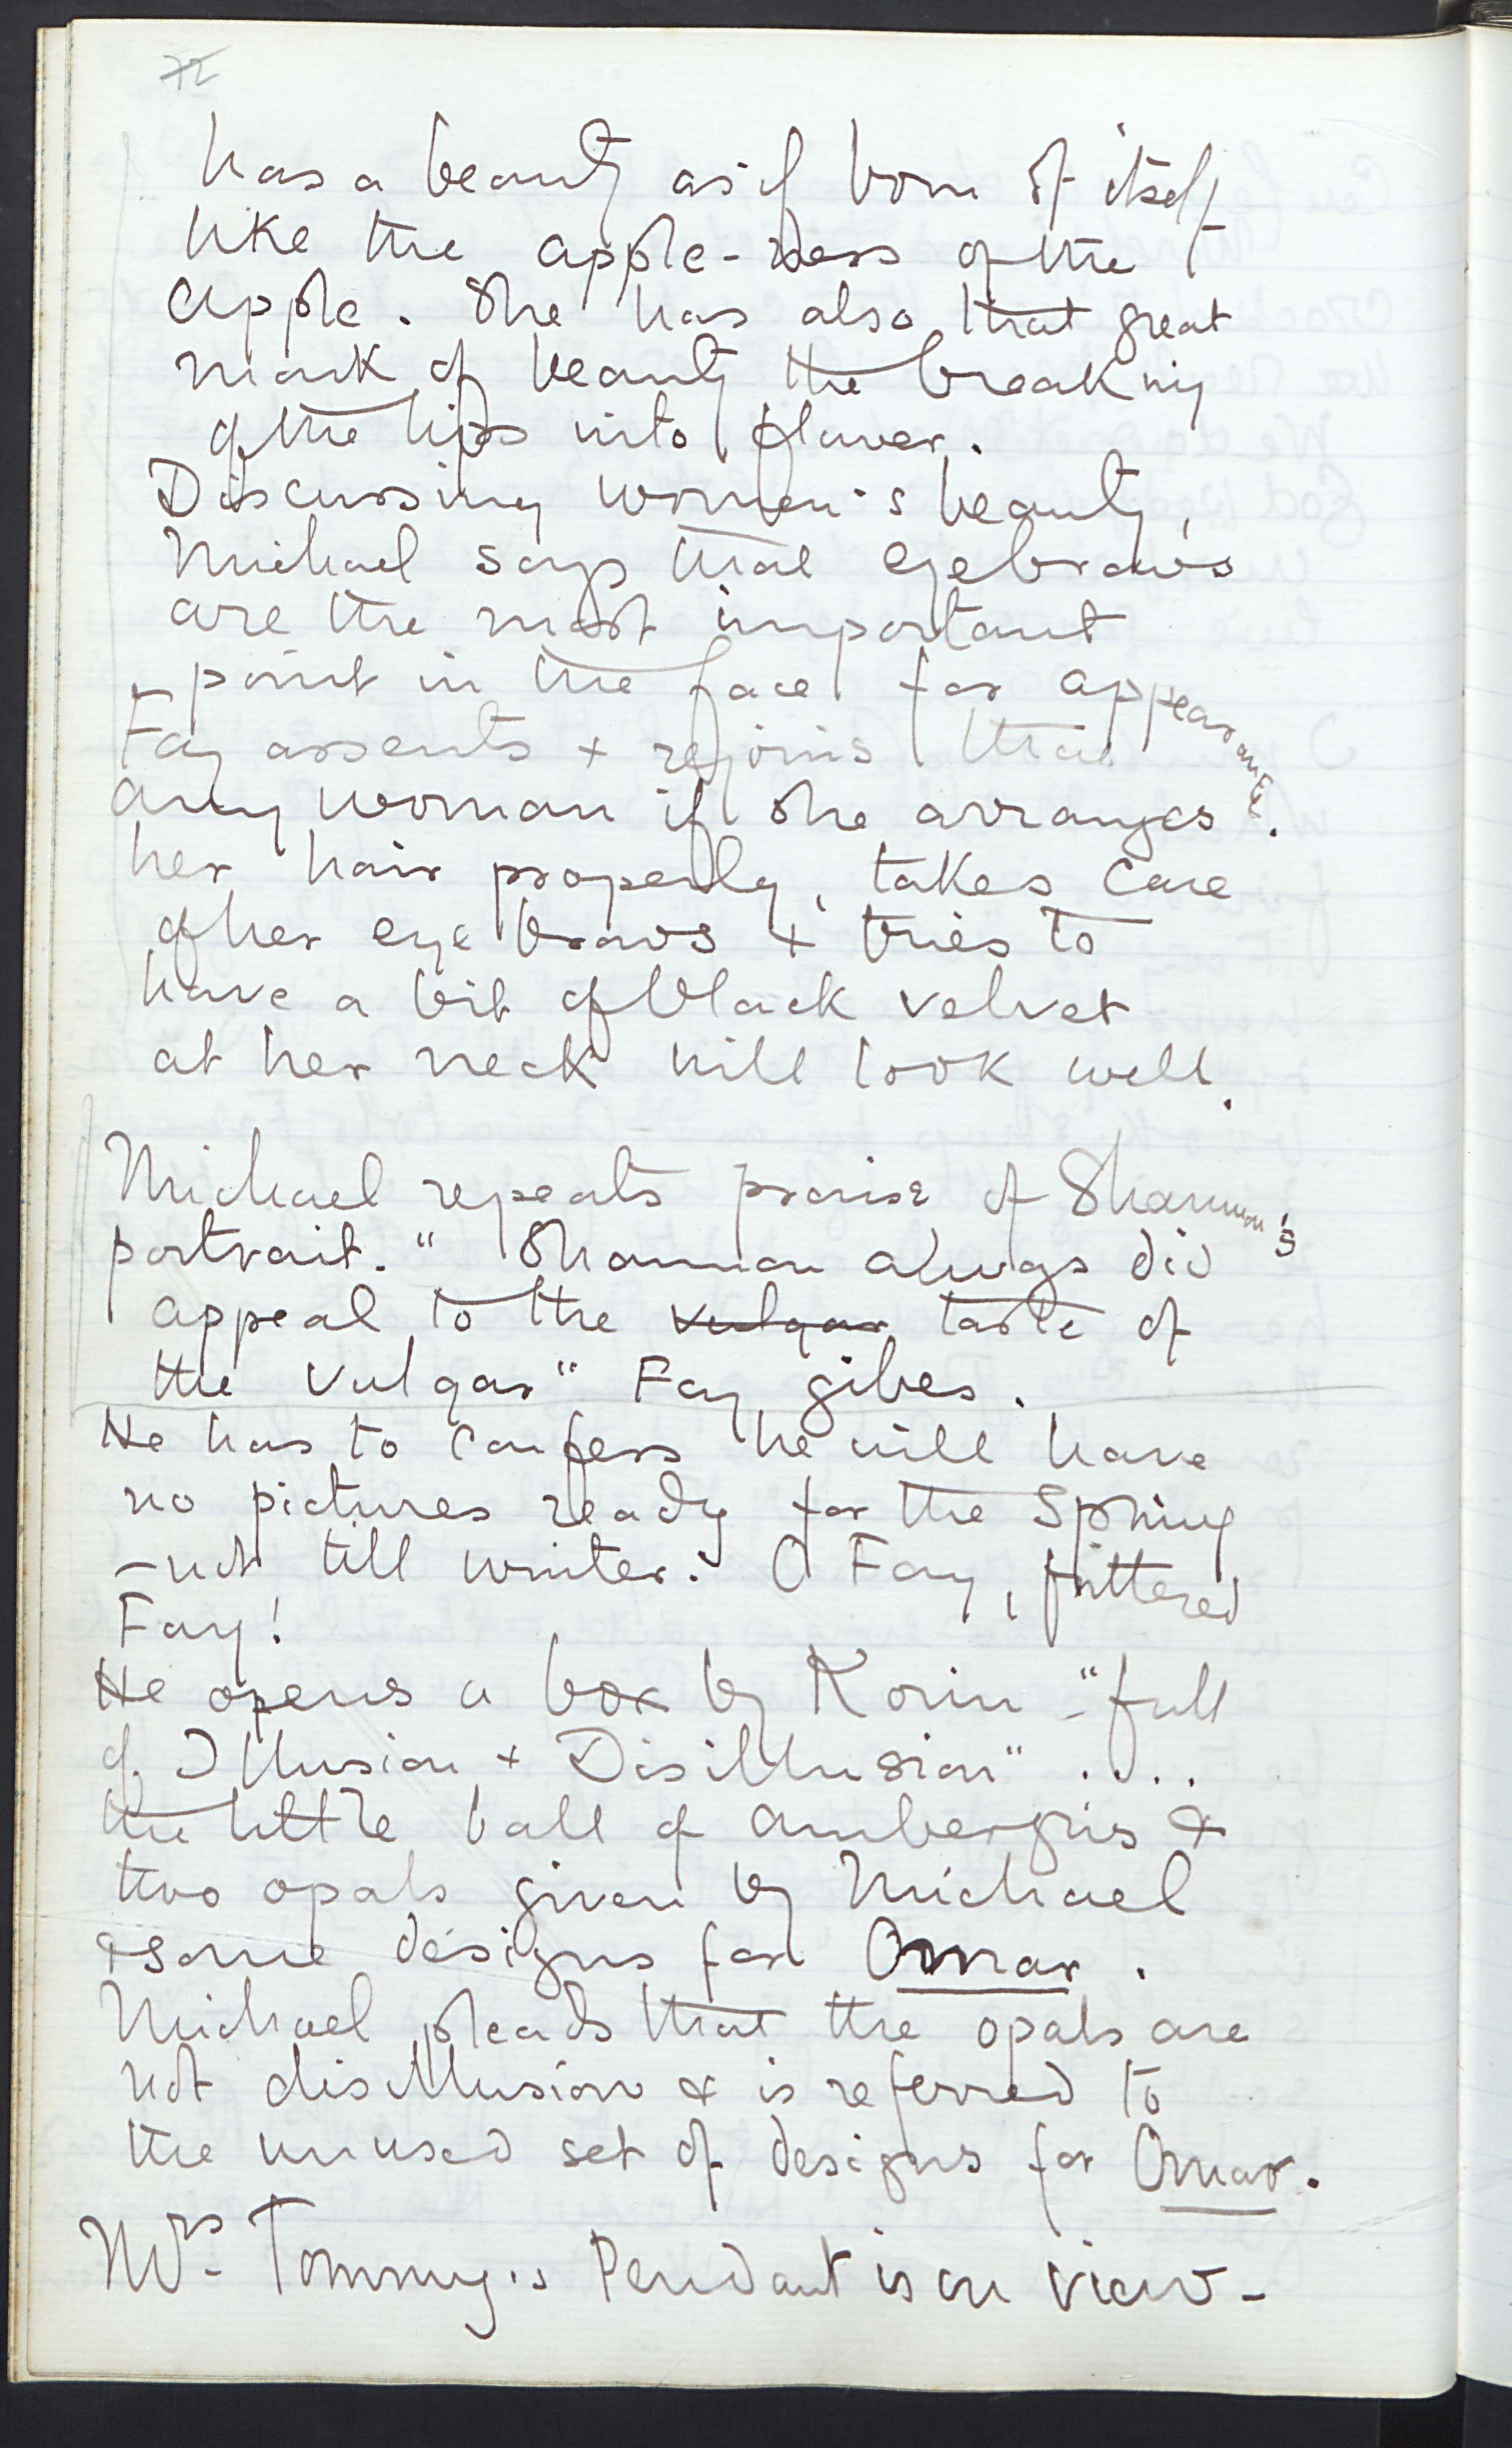 72
has a beauty as if born of itself
like the apple-ness of the
apple. She has also that great
mark of beauty the breaking
of the lips into flower.
Discussing women's beauty,
Michael says that eyebrows
are the most important
point in the face for appearance.
Fay assents + rejoins that
any woman if she arranges
her hair properly, takes care
of her eye brows + tries to
have a bit of black velvet
at her neck will look well.
Michael repeats praise of Shannon's
portrait. "Shannon always did
appeal to the vulgar taste of
the vulgar" Fay gibes.
He has to confess he will have
no pictures ready for the Spring
- not till winter. O Fay, frittered
Fay!
He opens a box by Korin - "full
of Illusion + Disillusion" ....
the little ball of ambergris &
two opals given by Michael
& some designs for Omar.
Michael pleads that the opals are
not disillusion & is referred to
the unused set of designs for Omar.
Mrs Tommy's Pendant is on view -